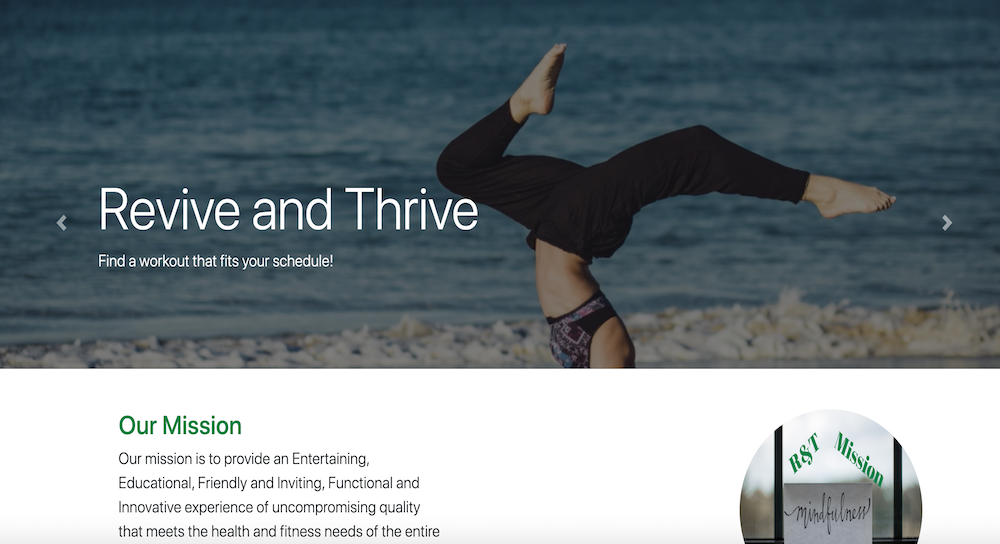 Revive and Thrive
Find a workout that fits your schedule!
Our Mission
Our mission is to provide an Entertaining,
Educational, Friendly and Inviting, Functional and
Innovative experience of uncompromising quality
that meets the health and fitness needs of the entire
R&T Mission
mindfulness